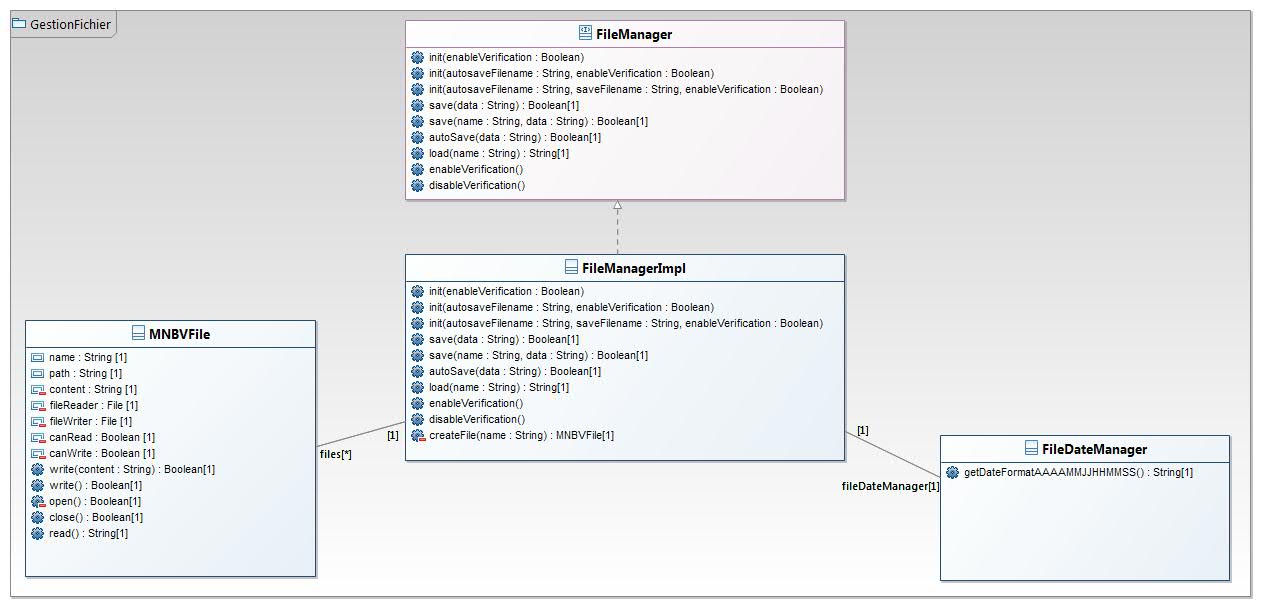 GestionFichier
FileManager
init(enableVerification : Boolean)
init(autosaveFilename : String, enableVerification : Boolean)
init(autosaveFilename : String, saveFilename : String, enableVerification : Boolean)
save(data : String) : Boolean[1]
save(name : String, data : String) : Boolean[1]
autoSave(data : String) : Boolean[1]
load(name : String) : String[1]
enableVerification()
disableVerification()
FileManagerImpl
init(enableVerification : Boolean)
init(autosaveFilename : String, enableVerification : Boolean)
init(autosaveFilename : String, saveFilename : String, enableVerification : Boolean)
save(data : String) : Boolean[1]
save(name : String, data : String) : Boolean[1]
autoSave(data : String) : Boolean[1]
load(name : String) : String[1]
enableVerification()
disableVerification()
createFile(name : String) : MNBVFile[1]
MNBVFile
name : String [1]
path : String [1]
content : String [1]
fileReader : File [1]
fileWriter : File [1]
canRead : Boolean [1]
canWrite : Boolean [1]
write(content : String) : Boolean[1]
write() : Boolean[1]
open() : Boolean[1]
close() : Boolean[1]
read() : String[1]
[1]
files[*]
[1]
fileDateManager[1]
FileDateManager
getDateFormatAAAAMMJJHHMMSS() : String[1]